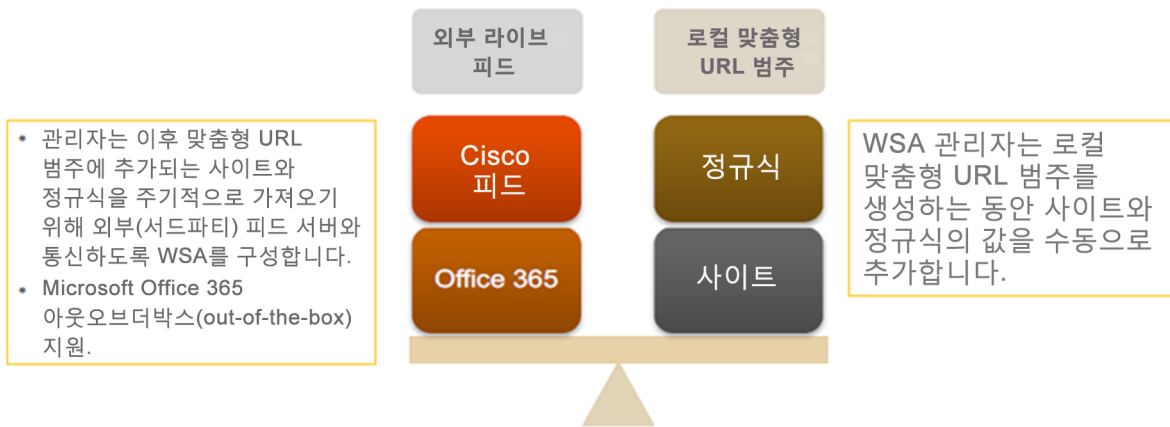 외부 라이브
피드
로컬 맞춤형
URL 범주
• 관리자는 이후 맞춤형 URL
범주에 추가되는 사이트와
정규식을 주기적으로 가져오기
위해 외부(서드파티) 피드 서버와
통신하도록 WSA를 구성합니다.
• Microsoft Office 365
아웃오브더박스(out-of-the-box)
지원.
Cisco
피드
Office 365
정규식
사이트
WSA 관리자는 로컬
맞춤형 URL 범주를
생성하는 동안 사이트와
정규식의 값을 수동으로
추가합니다.